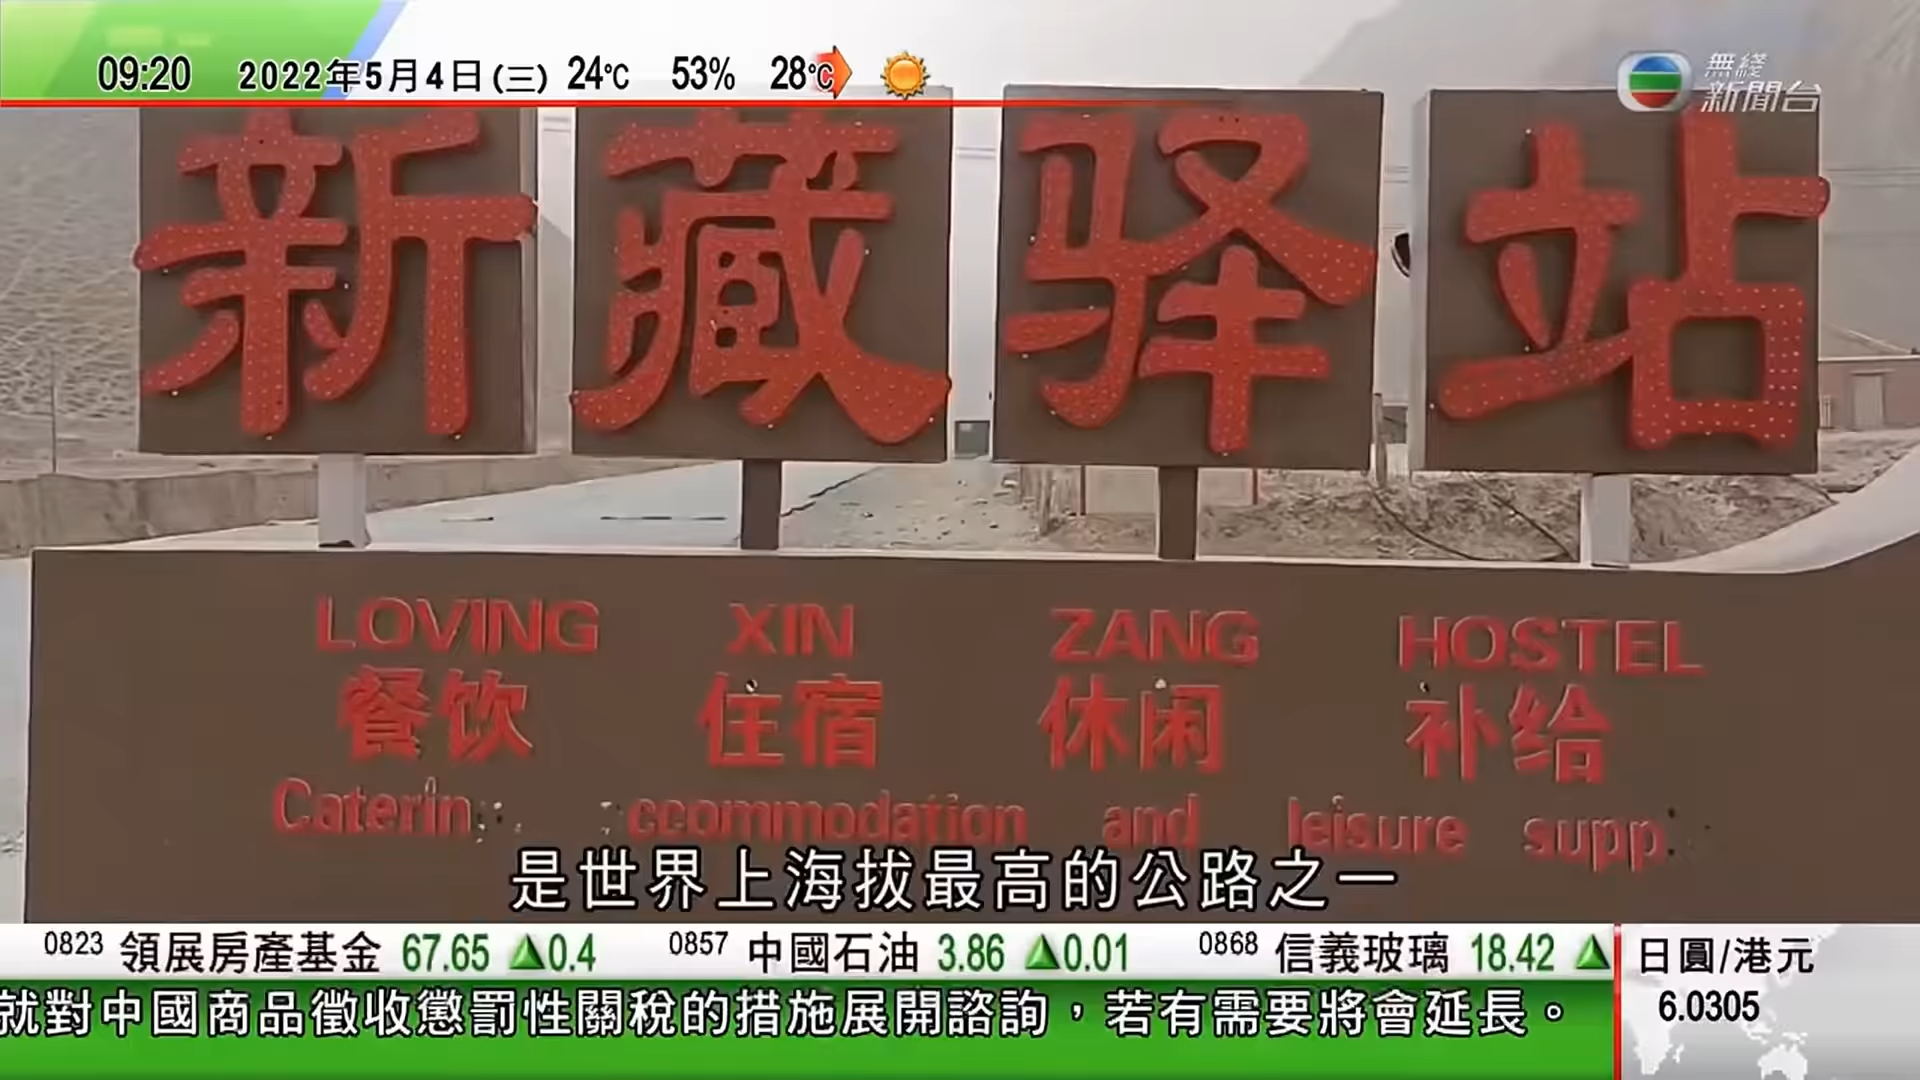 09:20 2022年5月4日(三) 24℃ 53% 28℃
無綫
新聞台
新藏驿站
LOVING XIN ZANG HOSTEL
餐饮 住宿 休闲 补给
Caterin ccommodation and leisure supp
是世界上海拔最高的公路之一
0823 領展房產基金 67.65 ▲0.4 0857 中國石油 3.86 ▲0.01 0868 信義玻璃 18.42 ▲
日圓/港元
6.0305
就對中國商品徵收懲罰性關稅的措施展開諮詢，若有需要將會延長。